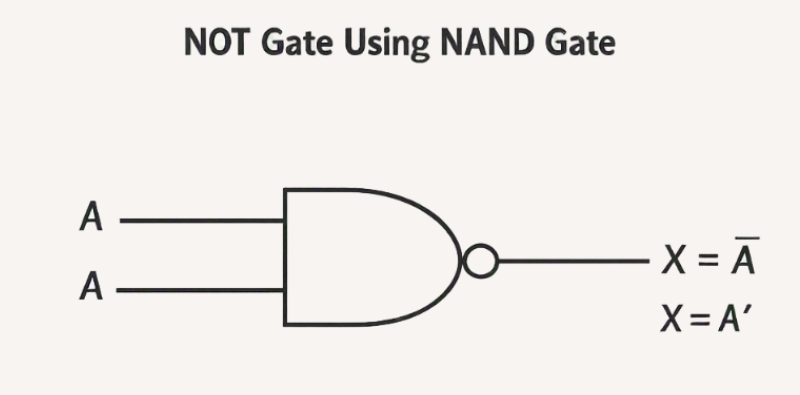 NOT Gate Using NAND Gate
A
A
X = A̅
X = A′